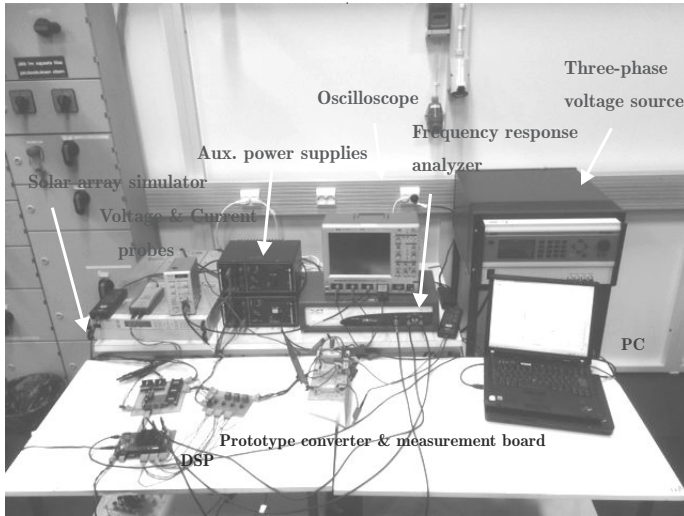 Three-phase
voltage source
Oscilloscope
Frequency response
analyzer
Aux. power supplies
Solar array simulator
Voltage & Current
probes
PC
Prototype converter & measurement board
DSP